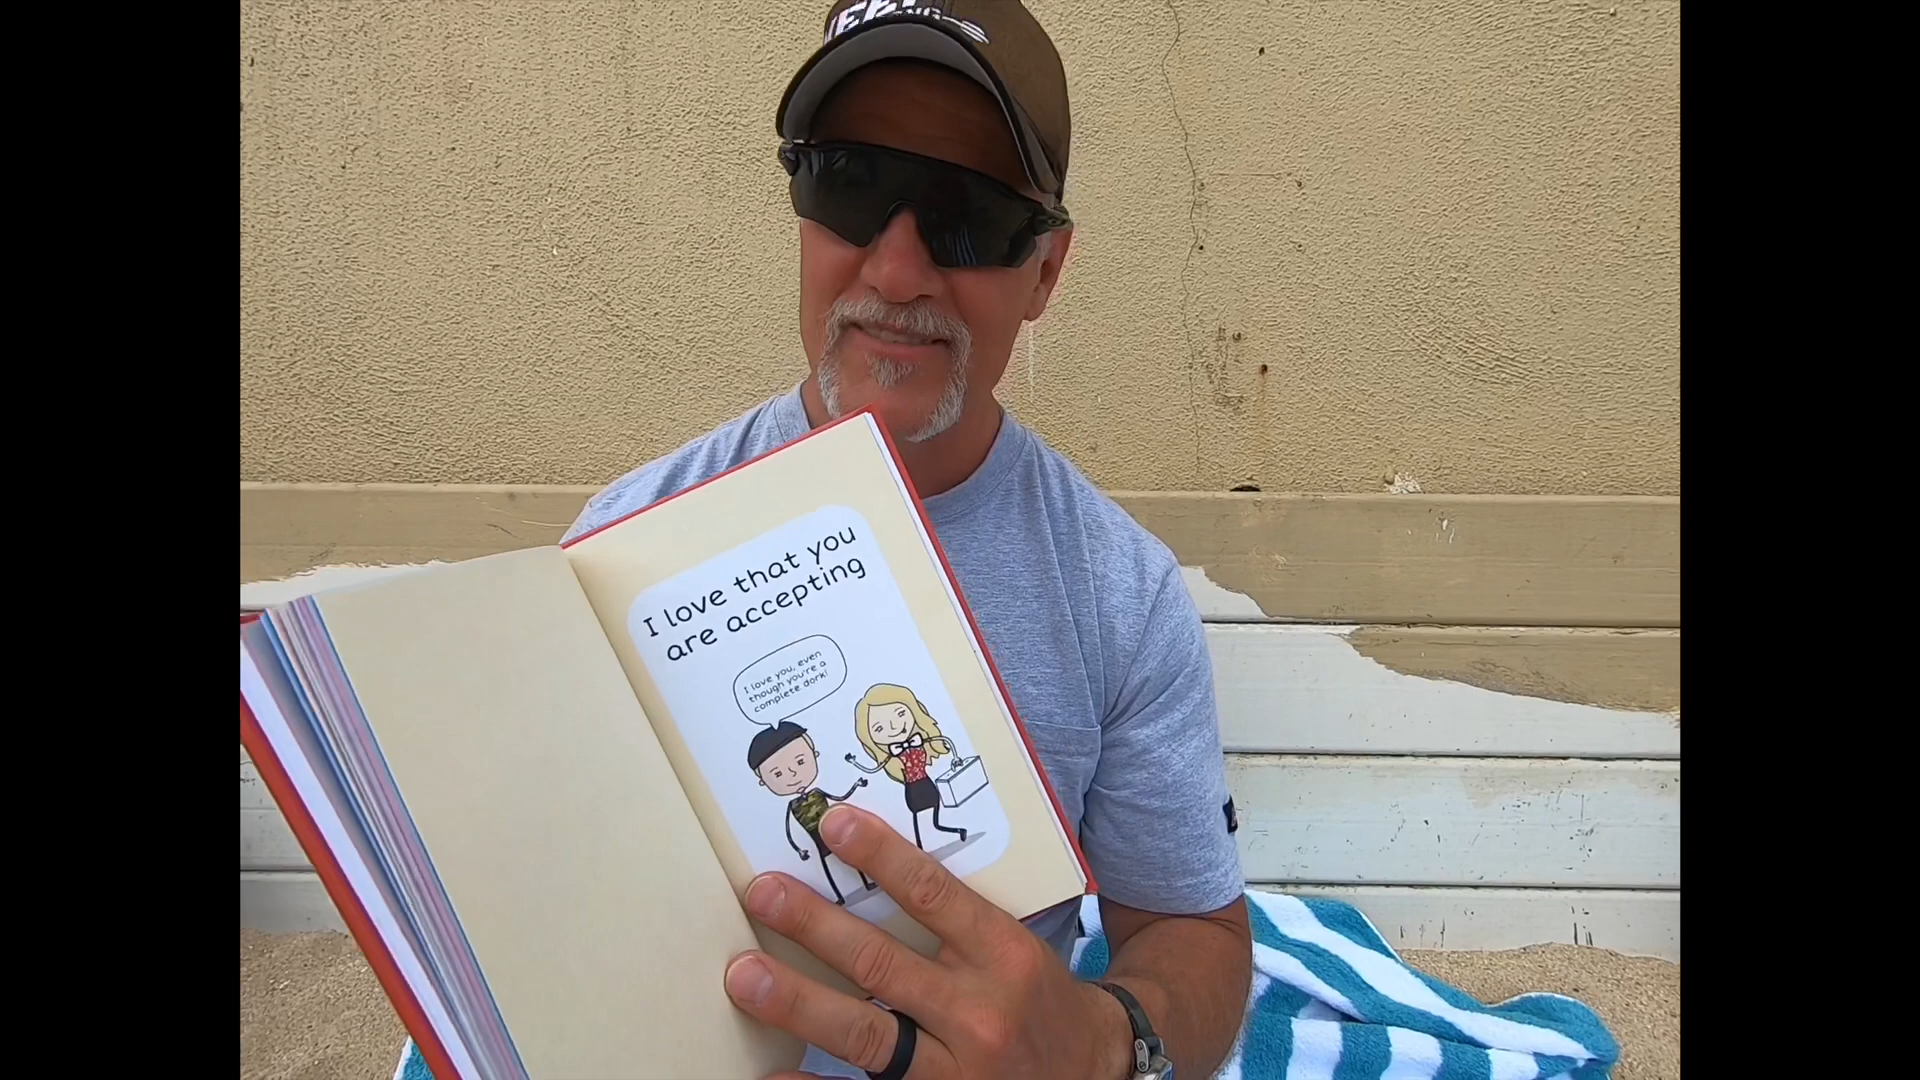 I love that you
are accepting
I love you, even
though you're a
complete dork!